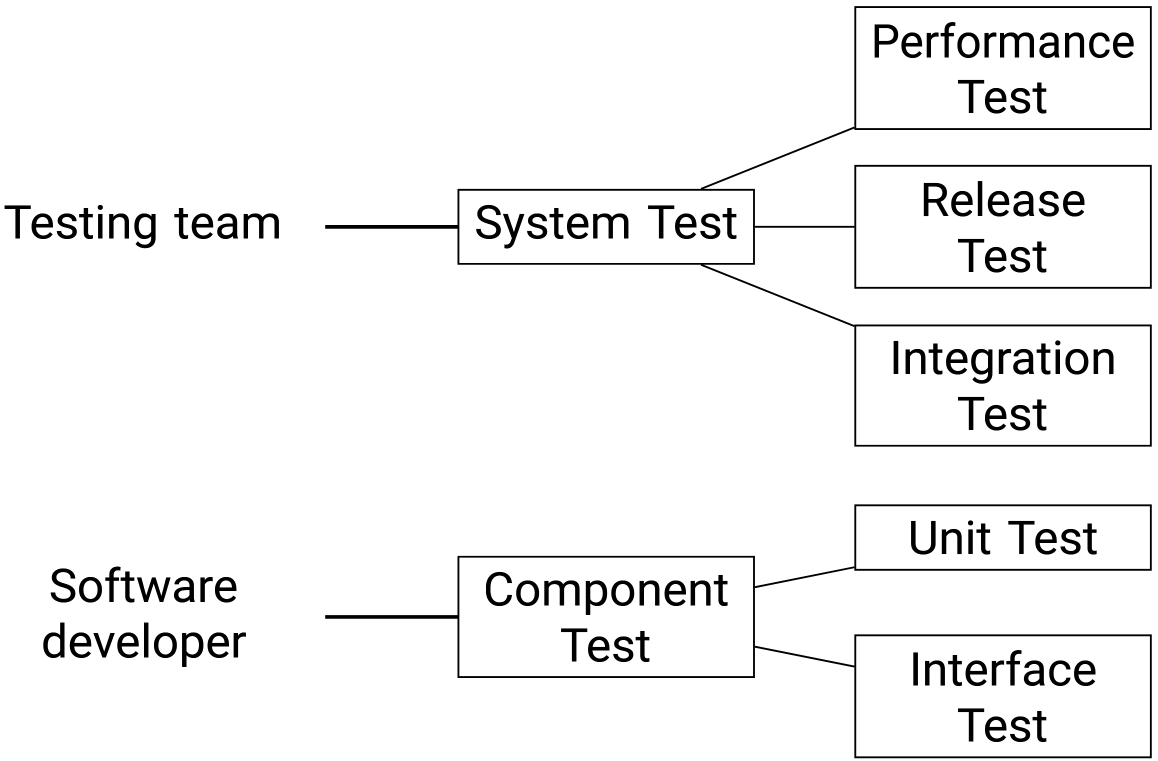 Testing team
System Test
Performance
Test
Release
Test
Integration
Test
Software
developer
Component
Test
Unit Test
Interface
Test